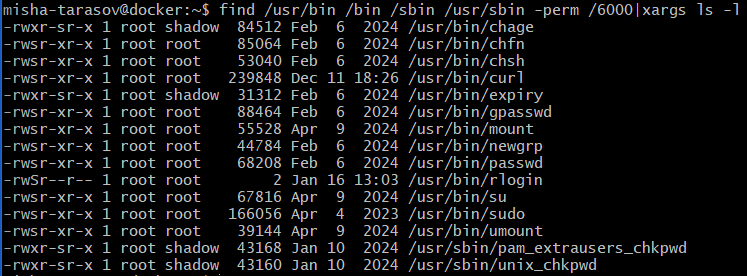 misha-tarasov@docker:~$ find /usr/bin /bin /sbin /usr/sbin -perm /6000|xargs ls -l
-rwxr-sr-x 1 root shadow  84512 Feb  6  2024 /usr/bin/chage
-rwsr-xr-x 1 root root    85064 Feb  6  2024 /usr/bin/chfn
-rwsr-xr-x 1 root root    53040 Feb  6  2024 /usr/bin/chsh
-rwsr-xr-x 1 root root   239848 Dec 11 18:26 /usr/bin/curl
-rwxr-sr-x 1 root shadow  31312 Feb  6  2024 /usr/bin/expiry
-rwsr-xr-x 1 root root    88464 Feb  6  2024 /usr/bin/gpasswd
-rwsr-xr-x 1 root root    55528 Apr  9  2024 /usr/bin/mount
-rwsr-xr-x 1 root root    44784 Feb  6  2024 /usr/bin/newgrp
-rwsr-xr-x 1 root root    68208 Feb  6  2024 /usr/bin/passwd
-rwSr--r-- 1 root root        2 Jan 16 13:03 /usr/bin/rlogin
-rwsr-xr-x 1 root root    67816 Apr  9  2024 /usr/bin/su
-rwsr-xr-x 1 root root   166056 Apr  4  2023 /usr/bin/sudo
-rwsr-xr-x 1 root root    39144 Apr  9  2024 /usr/bin/umount
-rwxr-sr-x 1 root shadow  43168 Jan 10  2024 /usr/sbin/pam_extrausers_chkpwd
-rwxr-sr-x 1 root shadow  43160 Jan 10  2024 /usr/sbin/unix_chkpwd